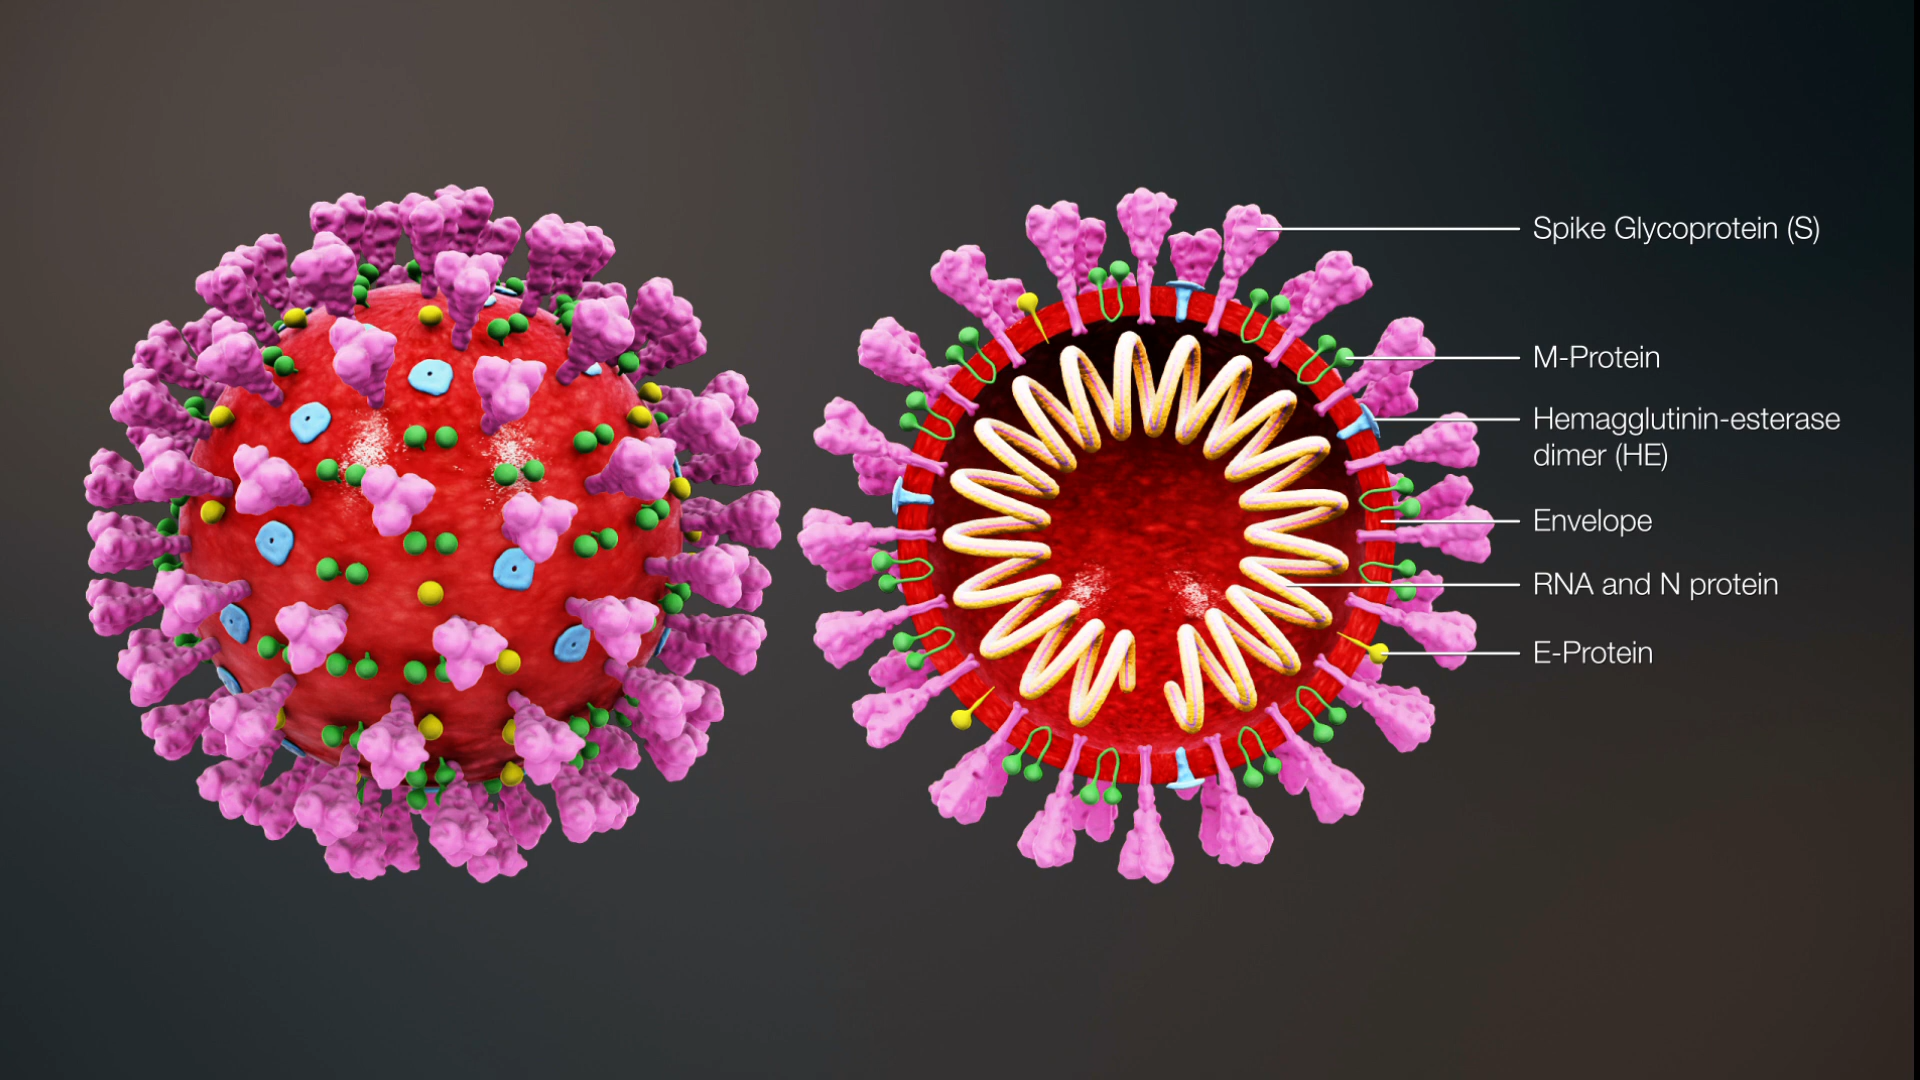 Spike Glycoprotein (S)
M-Protein
Hemagglutinin-esterase
dimer (HE)
Envelope
RNA and N protein
E-Protein